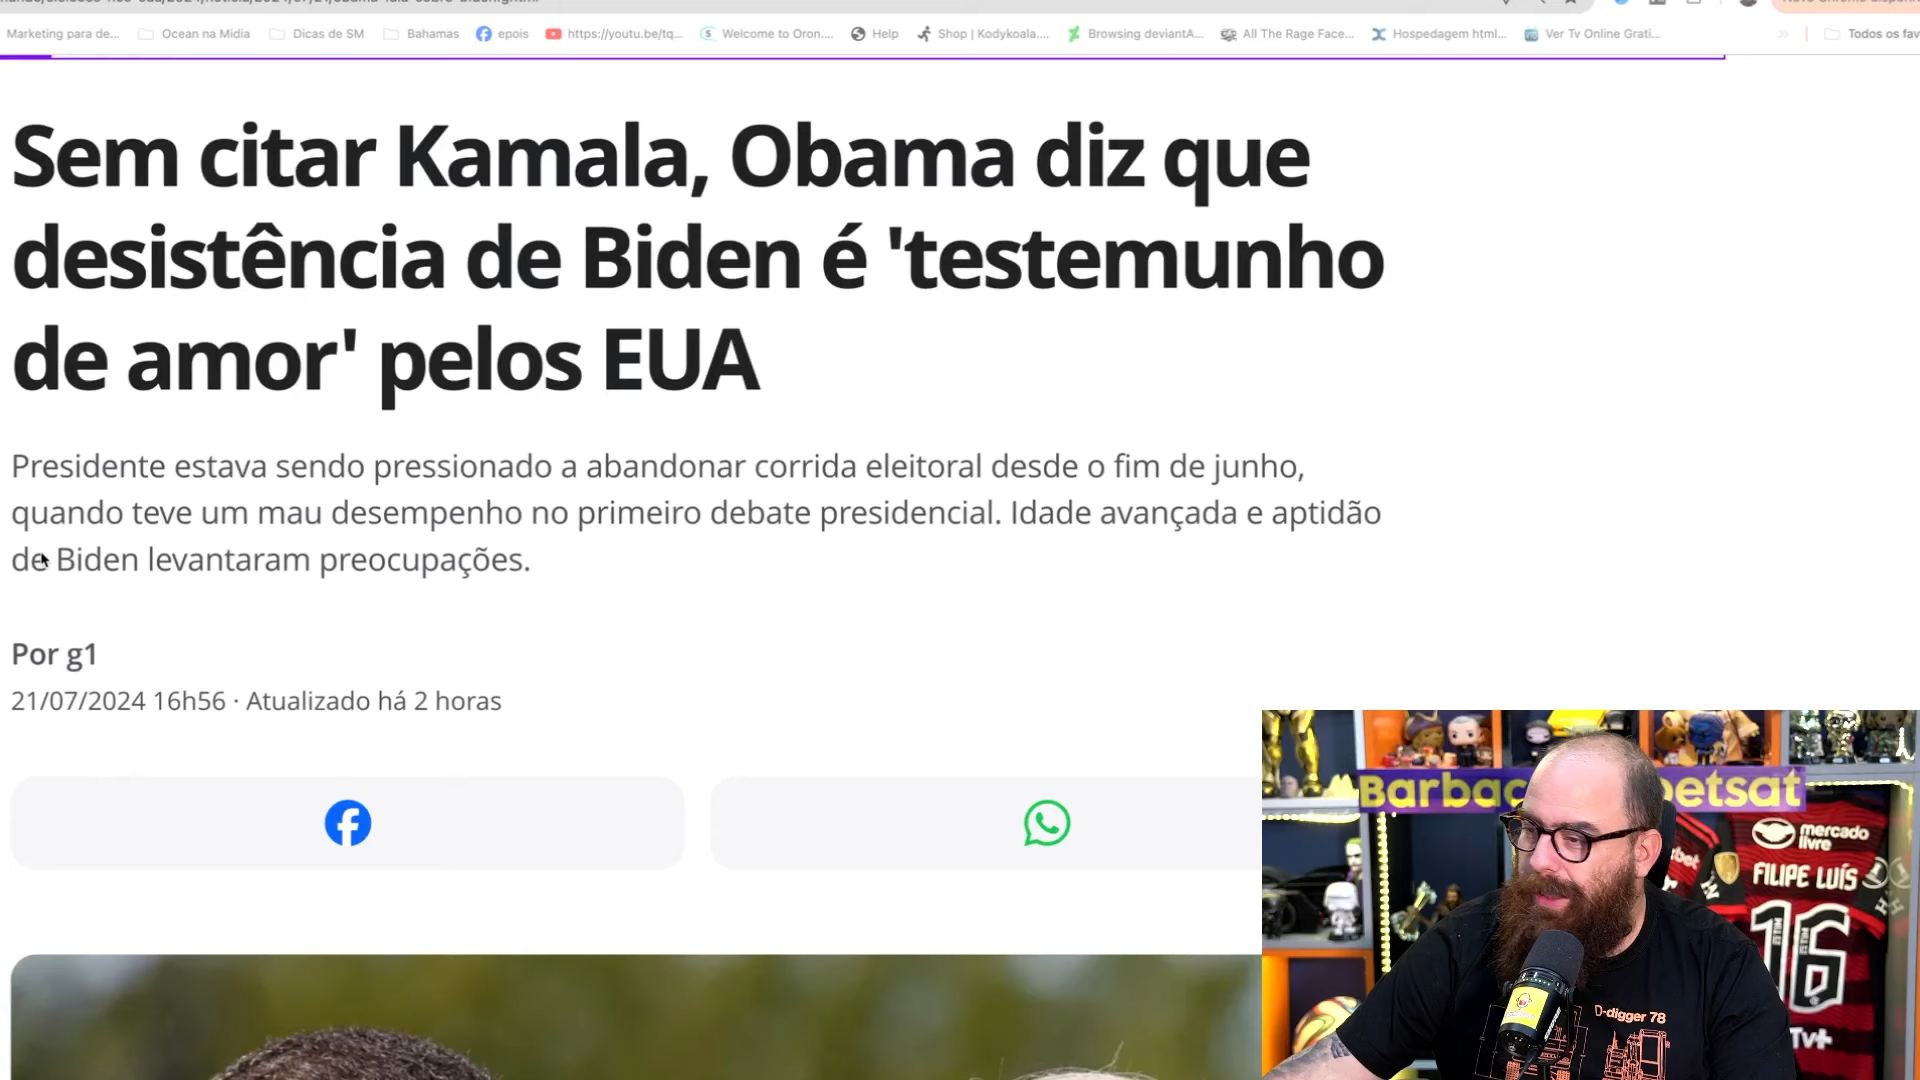 Marketing para de...
Ocean na Midia
Dicas de SM
Bahamas
epois
https://youtu.be/tq...
Welcome to Oron....
Help
Shop | Kodykoala....
Browsing deviantA...
All The Rage Face...
Hospedagem html...
Ver Tv Online Grati...
Todos os fav
Sem citar Kamala, Obama diz que
desistência de Biden é 'testemunho
de amor' pelos EUA
Presidente estava sendo pressionado a abandonar corrida eleitoral desde o fim de junho,
quando teve um mau desempenho no primeiro debate presidencial. Idade avançada e aptidão
de Biden levantaram preocupações.
Por g1
21/07/2024 16h56 · Atualizado há 2 horas
Barbac
betsat
mercado
livre
FILIPE LUÍS
16
Tv+
D-digger 78